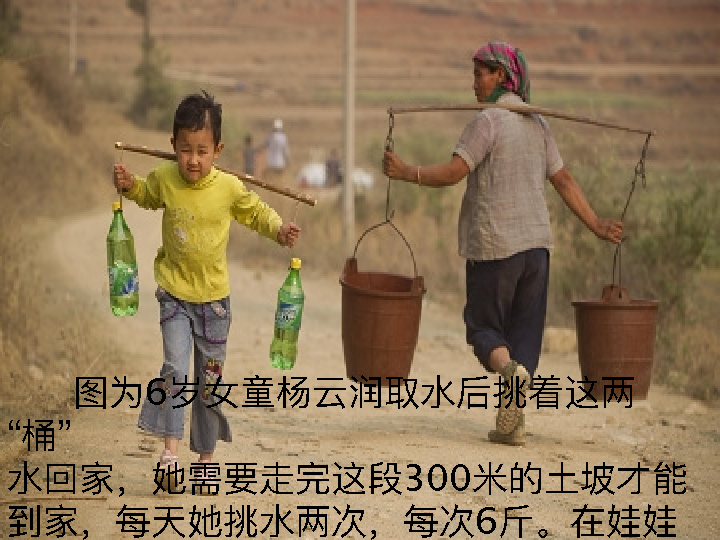 图为6岁女童杨云润取水后挑着这两
“桶”
水回家，她需要走完这段300米的土坡才能
到家，每天她挑水两次，每次6斤。在娃娃